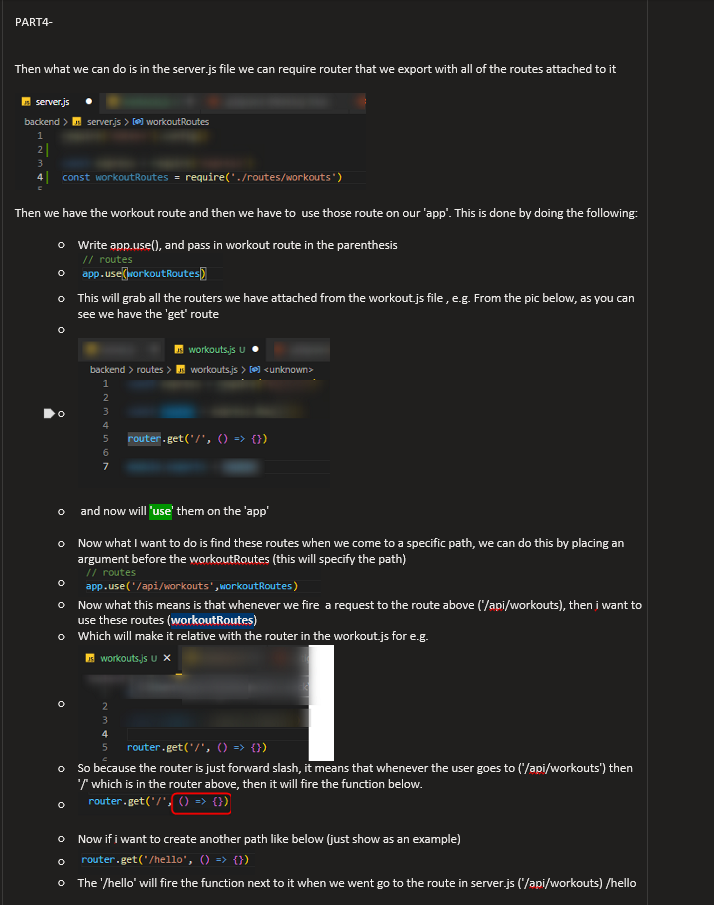 PART4-
Then what we can do is in the server.js file we can require router that we export with all of the routes attached to it
server.js
backend > server.js > workoutRoutes
1
2
3
4 const workoutRoutes = require('./routes/workouts')
Then we have the workout route and then we have to use those route on our 'app'. This is done by doing the following:
Write app.use(), and pass in workout route in the parenthesis
// routes
app.use(workoutRoutes)
This will grab all the routers we have attached from the workout.js file , e.g. From the pic below, as you can
see we have the 'get' route
workouts.js U
backend > routes > workouts.js > <unknown>
1
2
3
4
5 router.get('/', () => {})
6
7
and now will 'use' them on the 'app'
Now what I want to do is find these routes when we come to a specific path, we can do this by placing an
argument before the workoutRoutes (this will specify the path)
// routes
app.use('/api/workouts',workoutRoutes)
Now what this means is that whenever we fire a request to the route above ('/api/workouts), then i want to
use these routes (workoutRoutes)
Which will make it relative with the router in the workout.js for e.g.
workouts.js U
2
3
4
5 router.get('/', () => {})
So because the router is just forward slash, it means that whenever the user goes to ('/api/workouts') then
'/' which is in the router above, then it will fire the function below.
router.get('/', () => {})
Now if i want to create another path like below (just show as an example)
router.get('/hello', () => {})
The '/hello' will fire the function next to it when we went go to the route in server.js ('/api/workouts) /hello